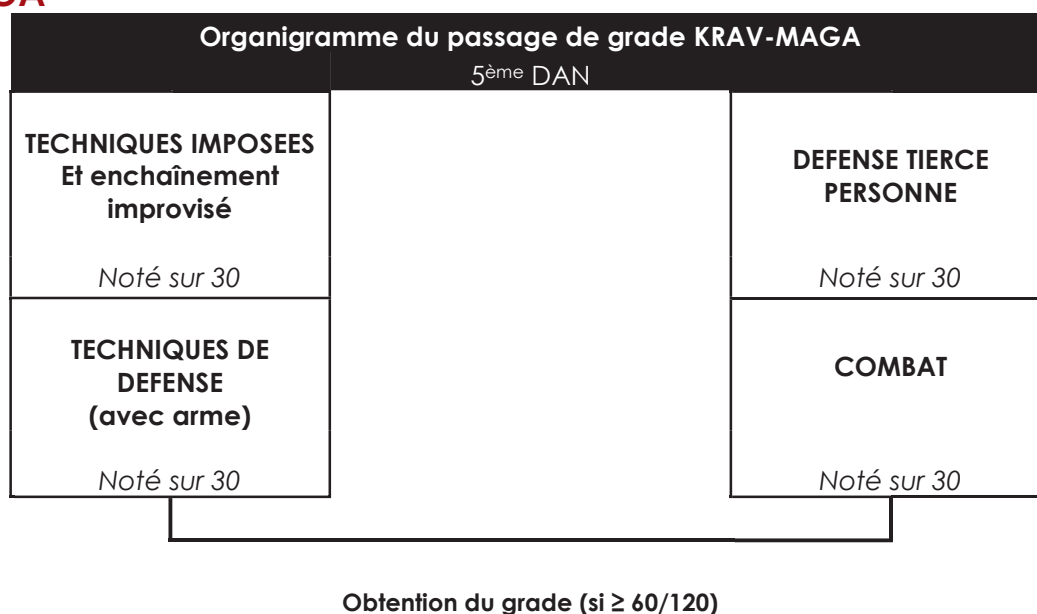 Organigramme du passage de grade KRAV-MAGA
5ème DAN
TECHNIQUES IMPOSEES
Et enchaînement
improvisé
Noté sur 30
DEFENSE TIERCE
PERSONNE
Noté sur 30
TECHNIQUES DE
DEFENSE
(avec arme)
Noté sur 30
COMBAT
Noté sur 30
Obtention du grade (si ≥ 60/120)